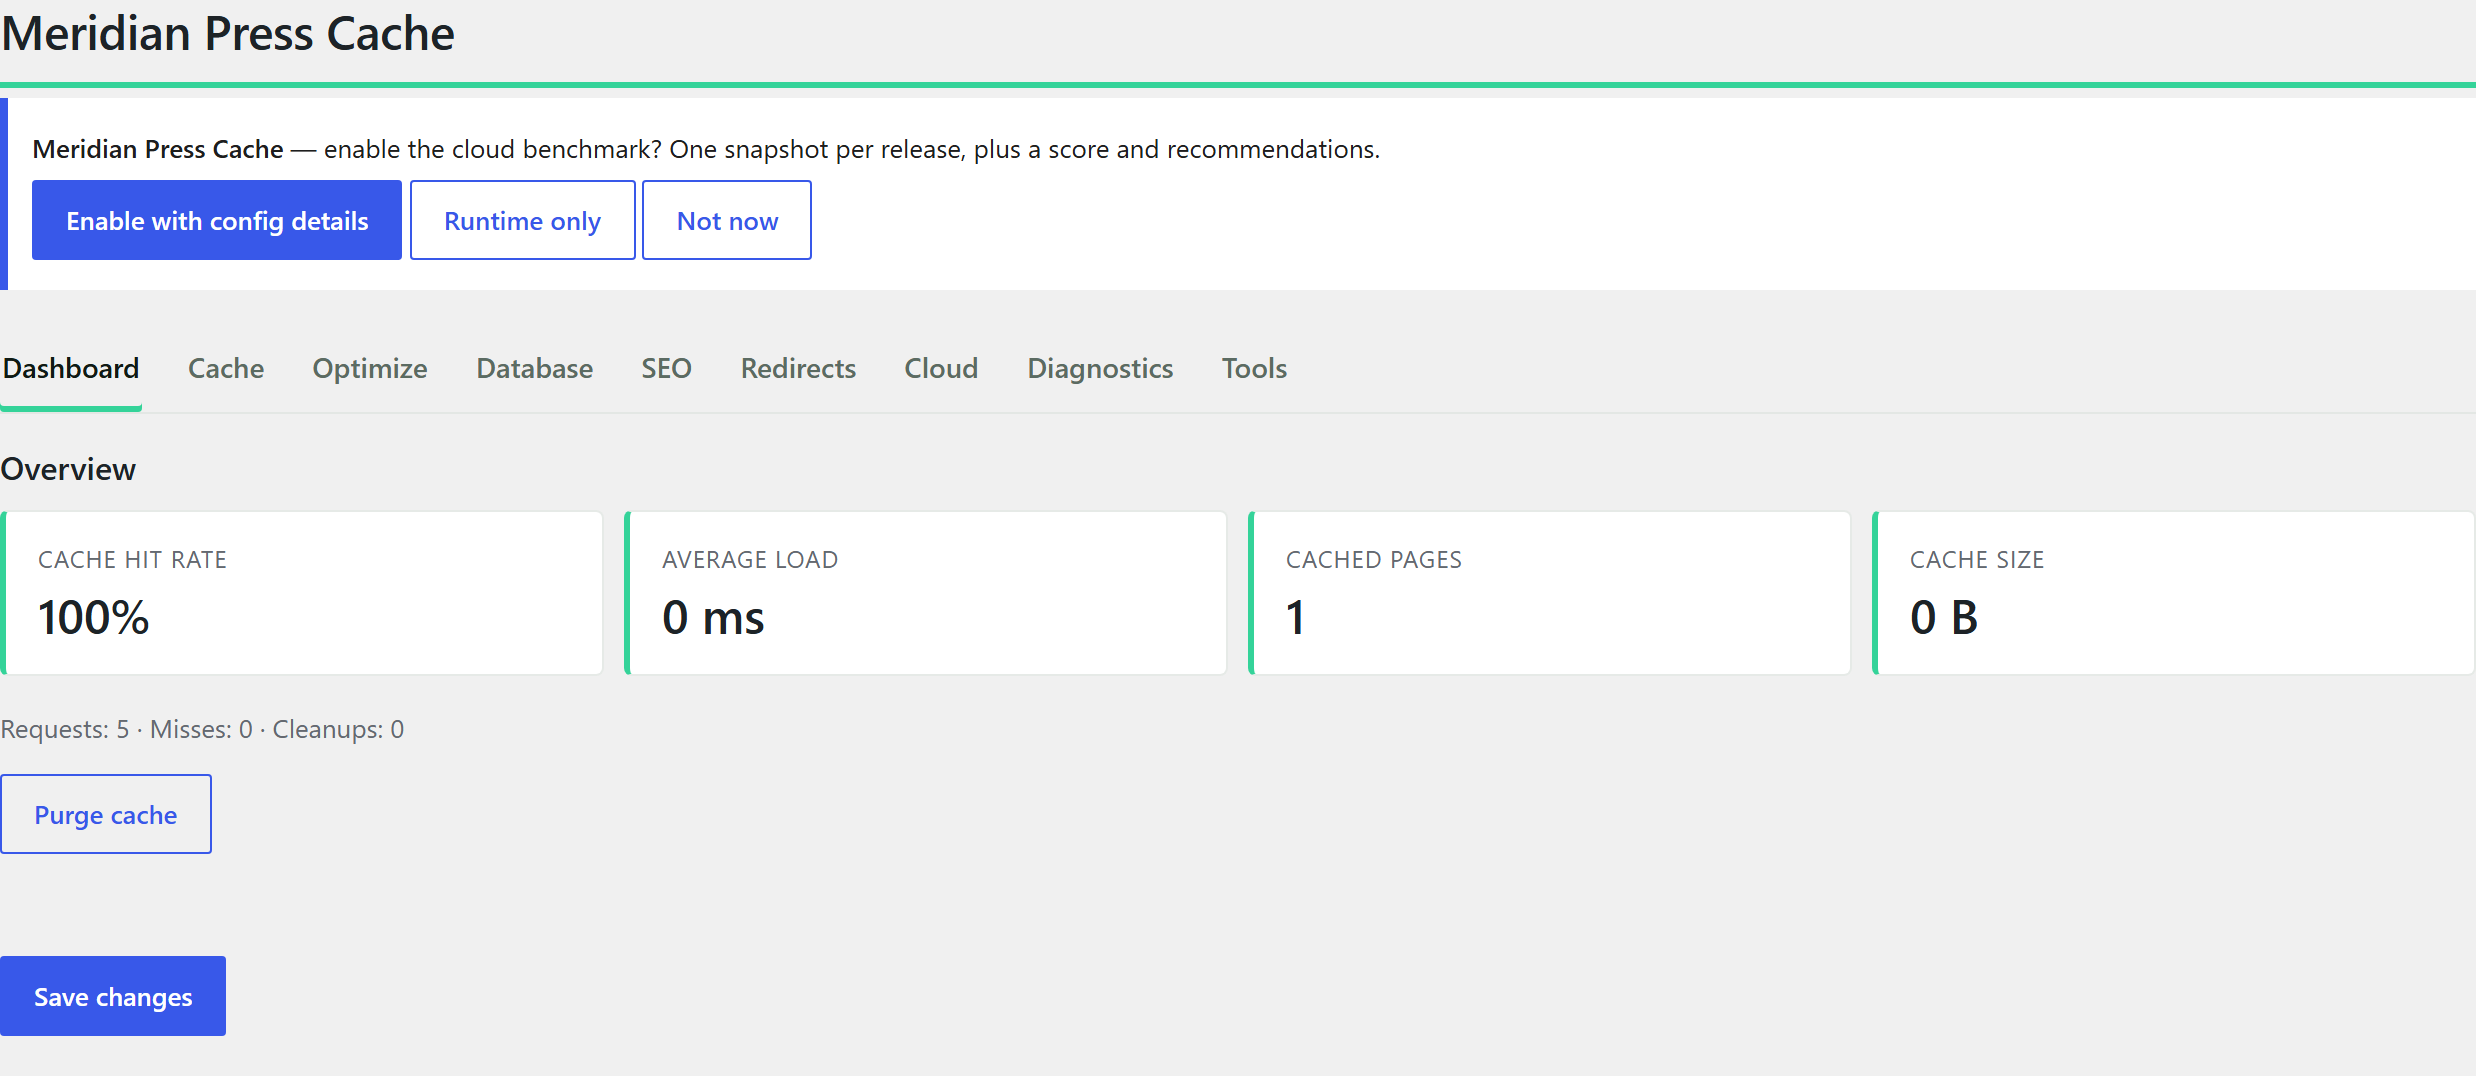 Meridian Press Cache
Meridian Press Cache — enable the cloud benchmark? One snapshot per release, plus a score and recommendations.
Enable with config details Runtime only Not now
Dashboard Cache Optimize Database SEO Redirects Cloud Diagnostics Tools
Overview
CACHE HIT RATE AVERAGE LOAD CACHED PAGES CACHE SIZE
100% 0 ms 1 0 B
Requests: 5 · Misses: 0 · Cleanups: 0
Purge cache
Save changes